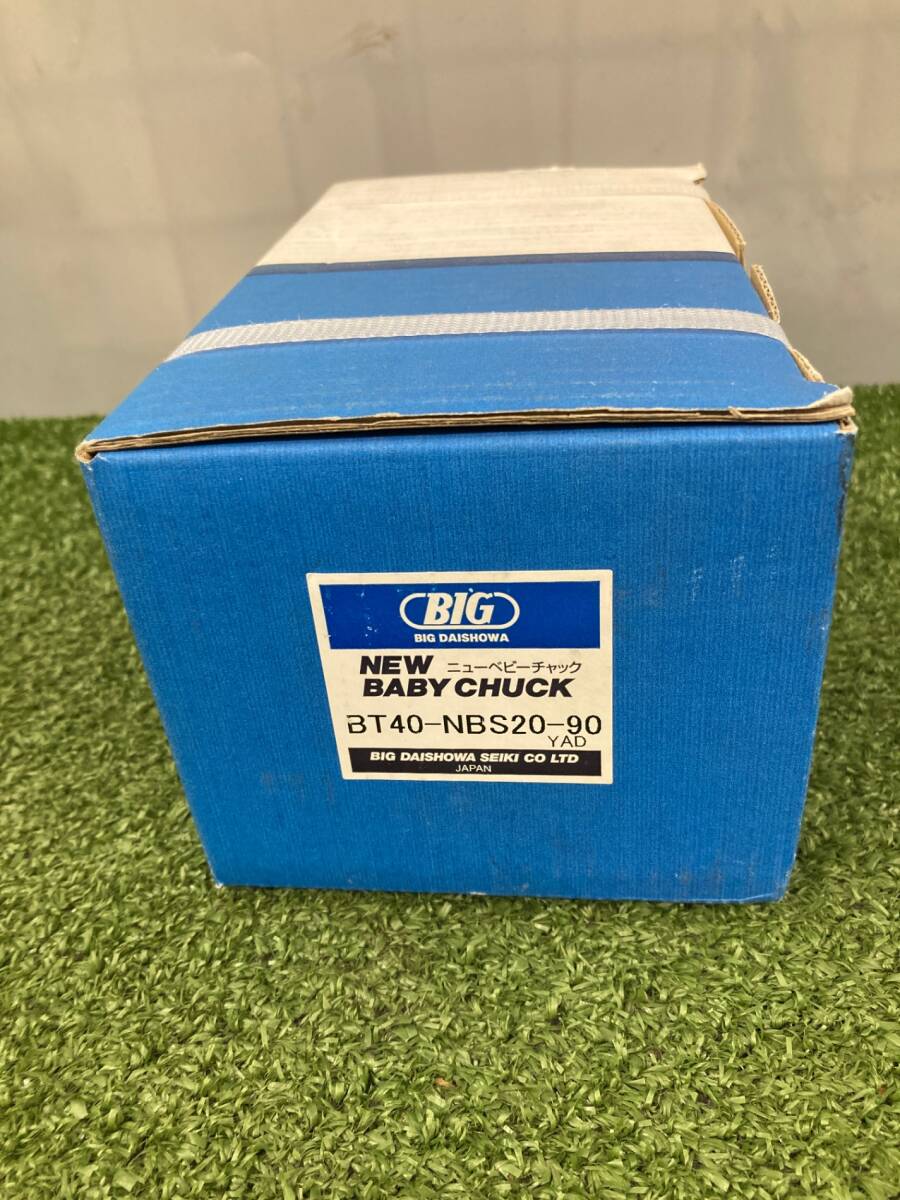 BIG
BIG DAISHOWA
NEW ニューベビーチャック
BABY CHUCK
BT40-NBS20-90
YAD
BIG DAISHOWA SEIKI CO LTD
JAPAN